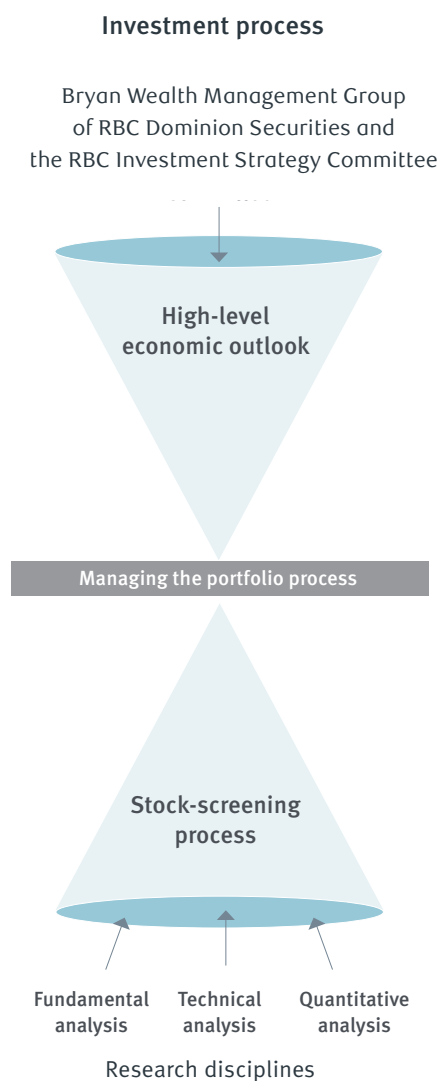 Investment process
Bryan Wealth Management Group
of RBC Dominion Securities and
the RBC Investment Strategy Committee
High-level
economic outlook
Managing the portfolio process
Stock-screening
process
Fundamental
analysis
Technical
analysis
Quantitative
analysis
Research disciplines